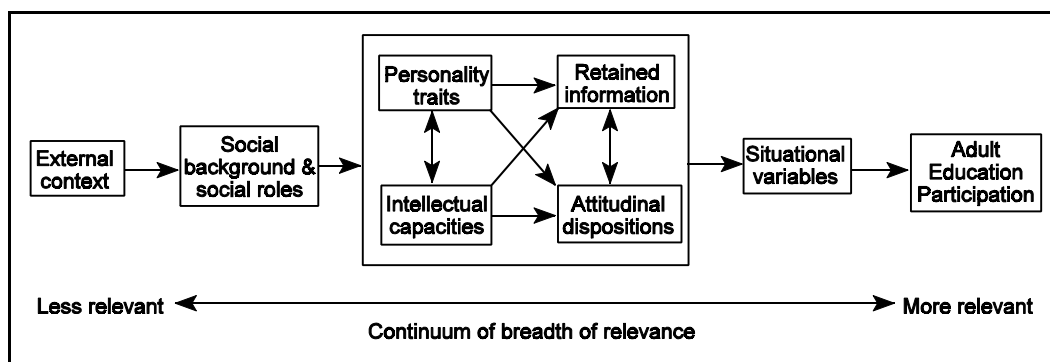 External
context
Social
background &
social roles
Personality
traits
Retained
information
Intellectual
capacities
Attitudinal
dispositions
Situational
variables
Adult
Education
Participation
Less relevant
More relevant
Continuum of breadth of relevance